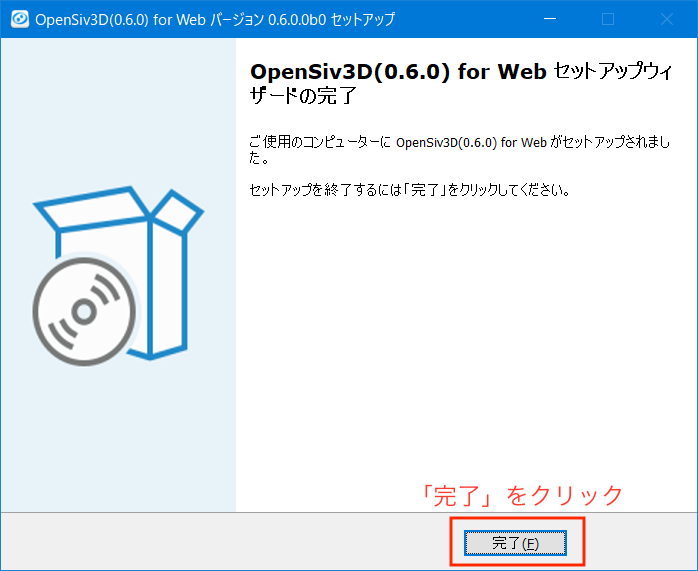 OpenSiv3D(0.6.0) for Web バージョン 0.6.0.0b0 セットアップ
OpenSiv3D(0.6.0) for Web セットアップウィ
ザードの完了
ご使用のコンピューターに OpenSiv3D(0.6.0) for Web がセットアップされまし
た。
セットアップを終了するには「完了」をクリックしてください。
「完了」をクリック
完了(F)